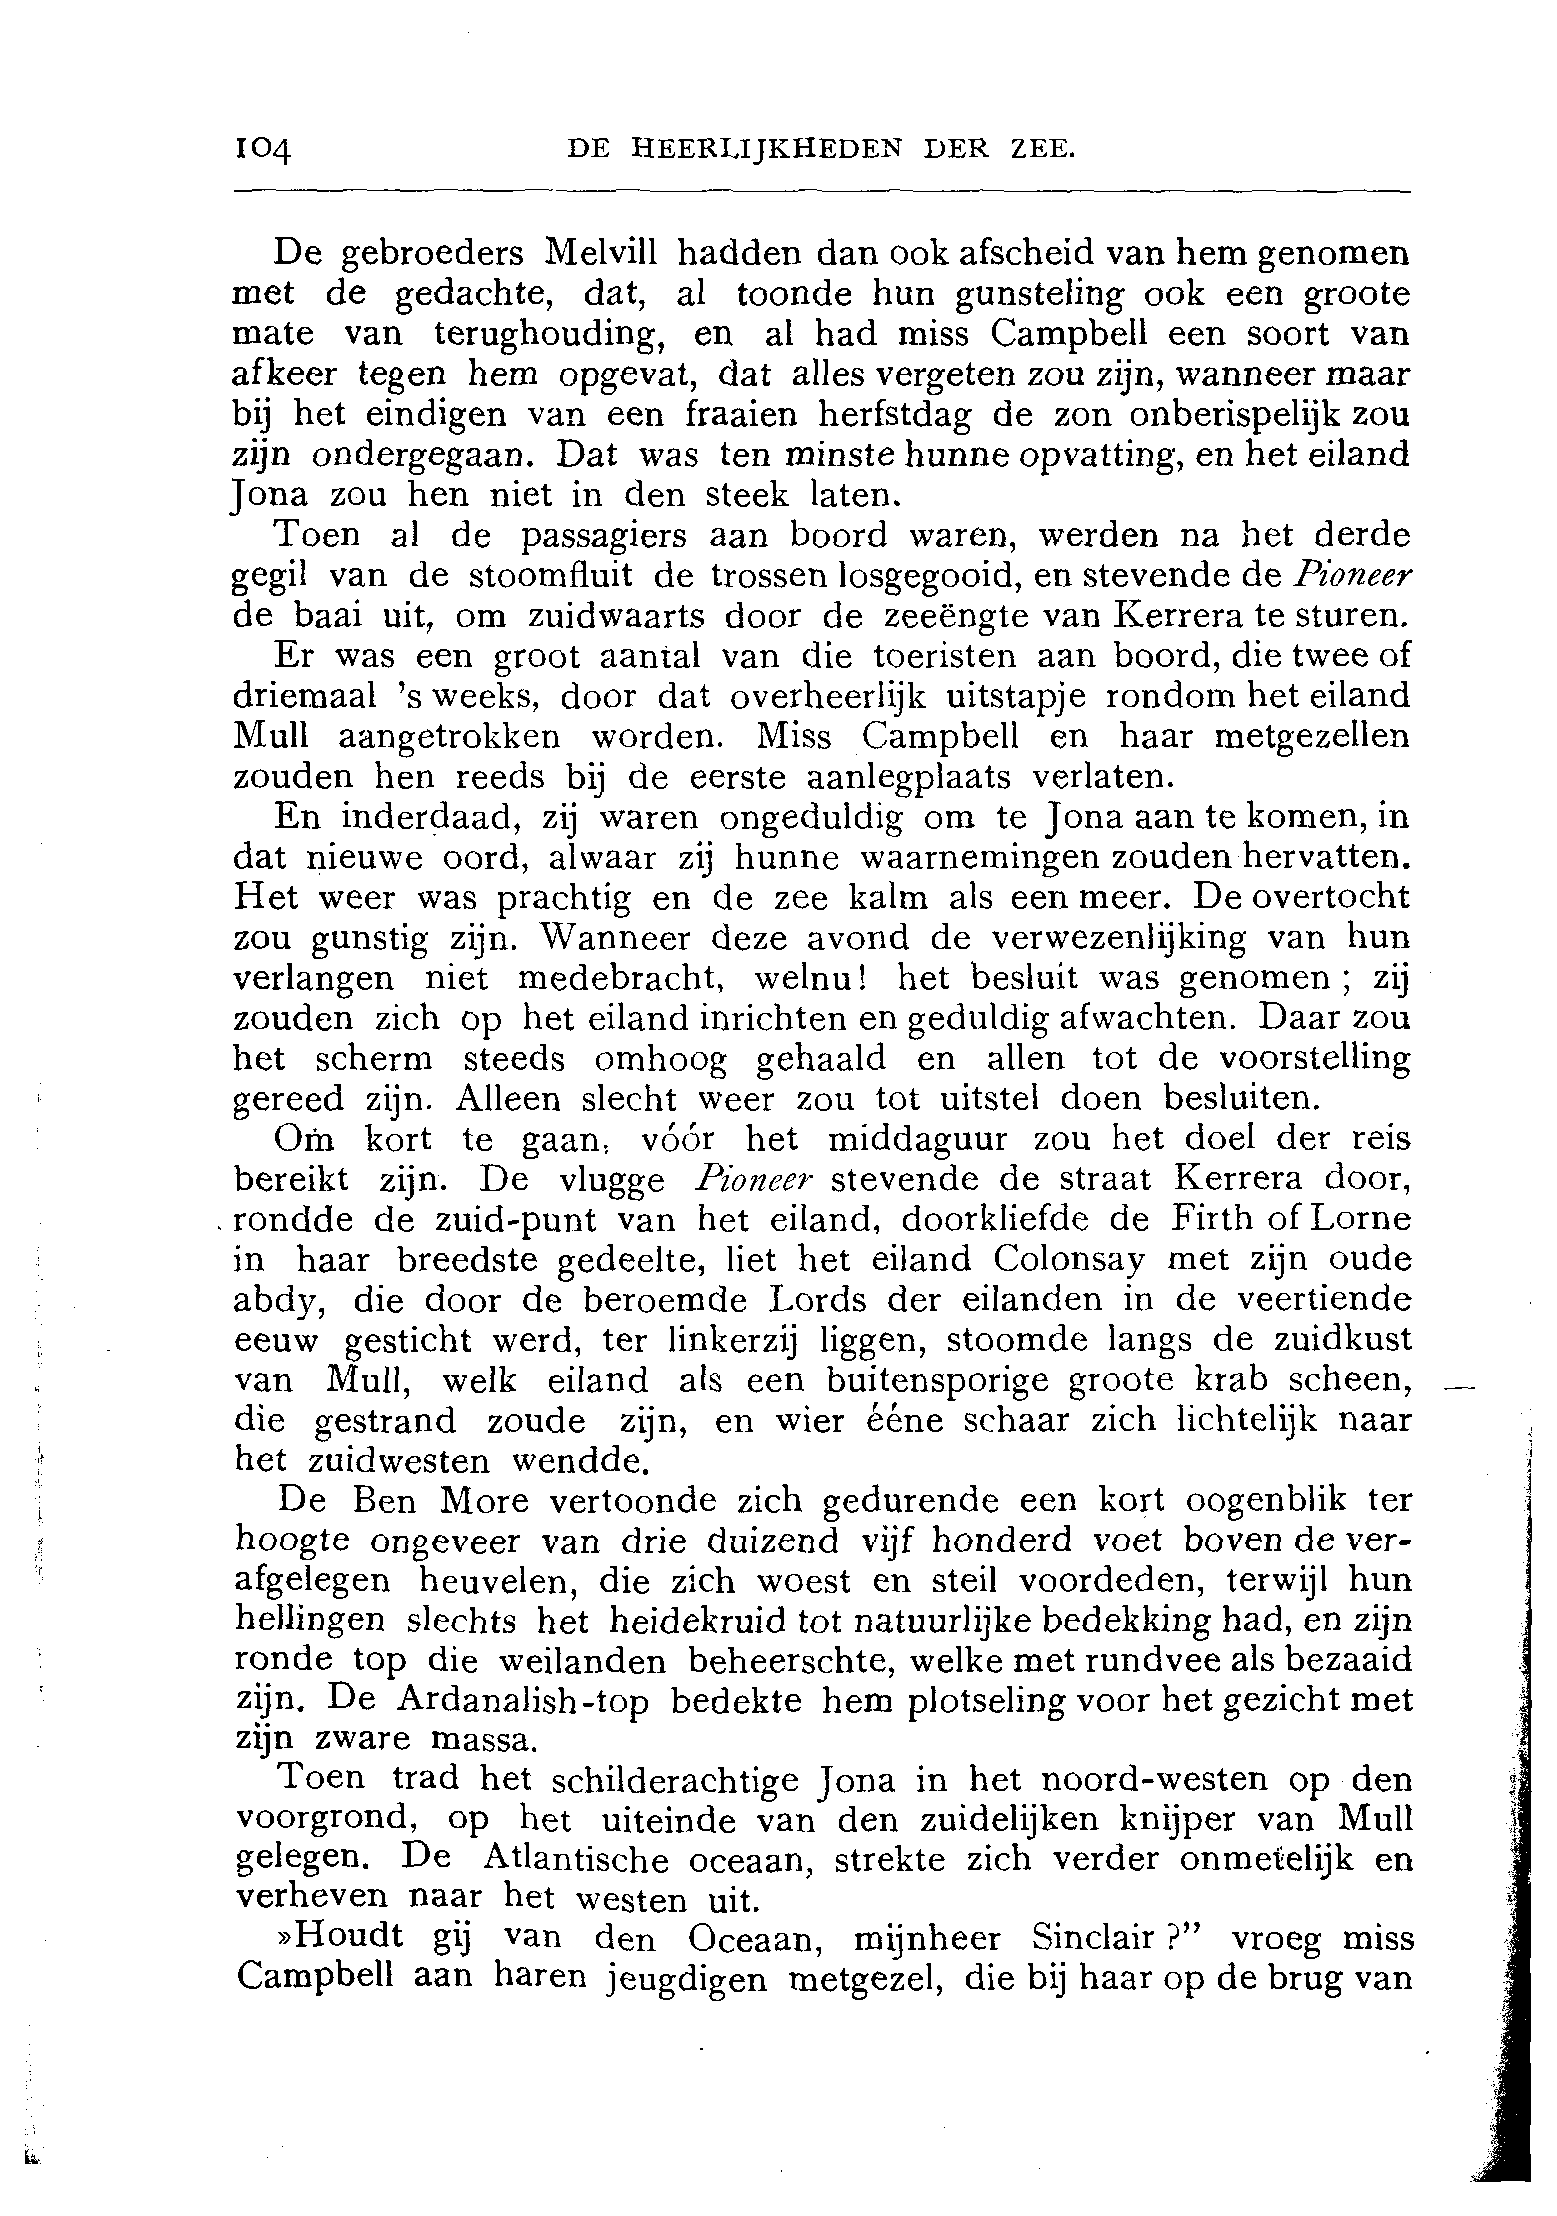 104 DE HEERLIJKHEDEN DER ZEE.
De gebroeders Melvill hadden dan ook afscheid van hem genomen
met de gedachte, dat, al toonde hun gunsteling ook een groote
mate van terughouding, en al had miss Campbell een soort van
afkeer tegen hem opgevat, dat alles vergeten zou zijn, wanneer maar
bij het eindigen van een fraaien herfstdag de zon onberispelijk zou
zijn ondergegaan. Dat was ten minste hunne opvatting, en het eiland
Jona zou hen niet in den steek laten.
Toen al de passagiers aan boord waren, werden na het derde
gegil van de stoomfluit de trossen losgegooid, en stevende de Pioneer
de baai uit, om zuidwaarts door de zeeëngte van Kerrera te sturen.
Er was een groot aantal van die toeristen aan boord, die twee of
driemaal 's weeks, door dat overheerlijk uitstapje rondom het eiland
Mull aangetrokken worden. Miss Campbell en haar metgezellen
zouden hen reeds bij de eerste aanlegplaats verlaten.
En inderdaad, zij waren ongeduldig om te Jona aan te komen, in
dat nieuwe oord, alwaar zij hunne waarnemingen zouden hervatten.
Het weer was prachtig en de zee kalm als een meer. De overtocht
zou gunstig zijn. Wanneer deze avond de verwezenlijking van hun
verlangen niet medebracht, welnu! het besluit was genomen; zij
zouden zich op het eiland inrichten en geduldig afwachten. Daar zou
het scherm steeds omhoog gehaald en allen tot de voorstelling
gereed zijn. Alleen slecht weer zou tot uitstel doen besluiten.
Om kort te gaan, vóór het middaguur zou het doel der reis
bereikt zijn. De vlugge Pioneer stevende de straat Kerrera door,
rondde de zuid-punt van het eiland, doorkliefde de Firth of Lorne
in haar breedste gedeelte, liet het eiland Colonsay met zijn oude
abdy, die door de beroemde Lords der eilanden in de veertiende
eeuw gesticht werd, ter linkerzij liggen, stoomde langs de zuidkust
van Mull, welk eiland als een buitensporige groote krab scheen,
die gestrand zoude zijn, en wier ééne schaar zich lichtelijk naar
het zuidwesten wendde.
De Ben More vertoonde zich gedurende een kort oogenblik ter
hoogte ongeveer van drie duizend vijf honderd voet boven de ver-
afgelegen heuvelen, die zich woest en steil voordeden, terwijl hun
hellingen slechts het heidekruid tot natuurlijke bedekking had, en zijn
ronde top die weilanden beheerschte, welke met rundvee als bezaaid
zijn. De Ardanalish-top bedekte hem plotseling voor het gezicht met
zijn zware massa.
Toen trad het schilderachtige Jona in het noord-westen op den
voorgrond, op het uiteinde van den zuidelijken knijper van Mull
gelegen. De Atlantische oceaan, strekte zich verder onmetelijk en
verheven naar het westen uit.
»Houdt gij van den Oceaan, mijnheer Sinclair?” vroeg miss
Campbell aan haren jeugdigen metgezel, die bij haar op de brug van